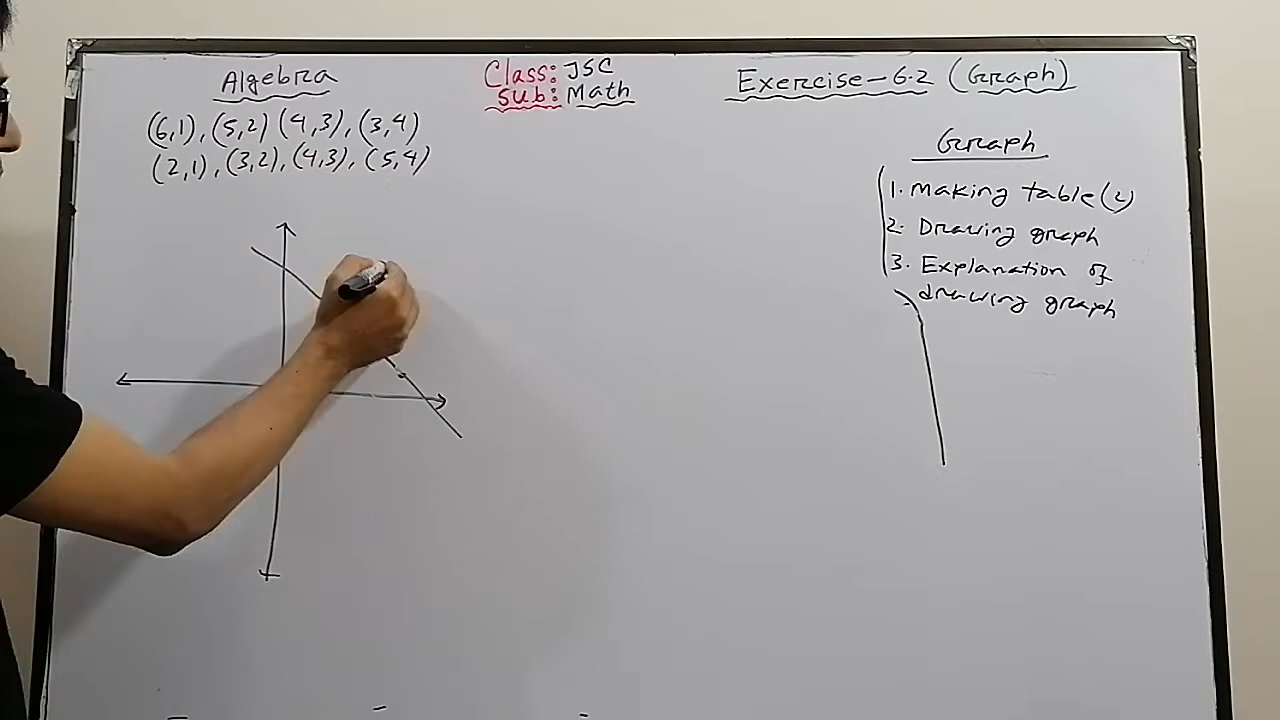 Algebra
Class: JSC
Sub: Math
Exercise-6.2 (Graph)
(6,1), (5,2) (4,3), (3,4)
(2,1), (3,2), (4,3), (5,4)
Graph
1. Making table (2)
2. Drawing graph
3. Explanation of
drawing graph